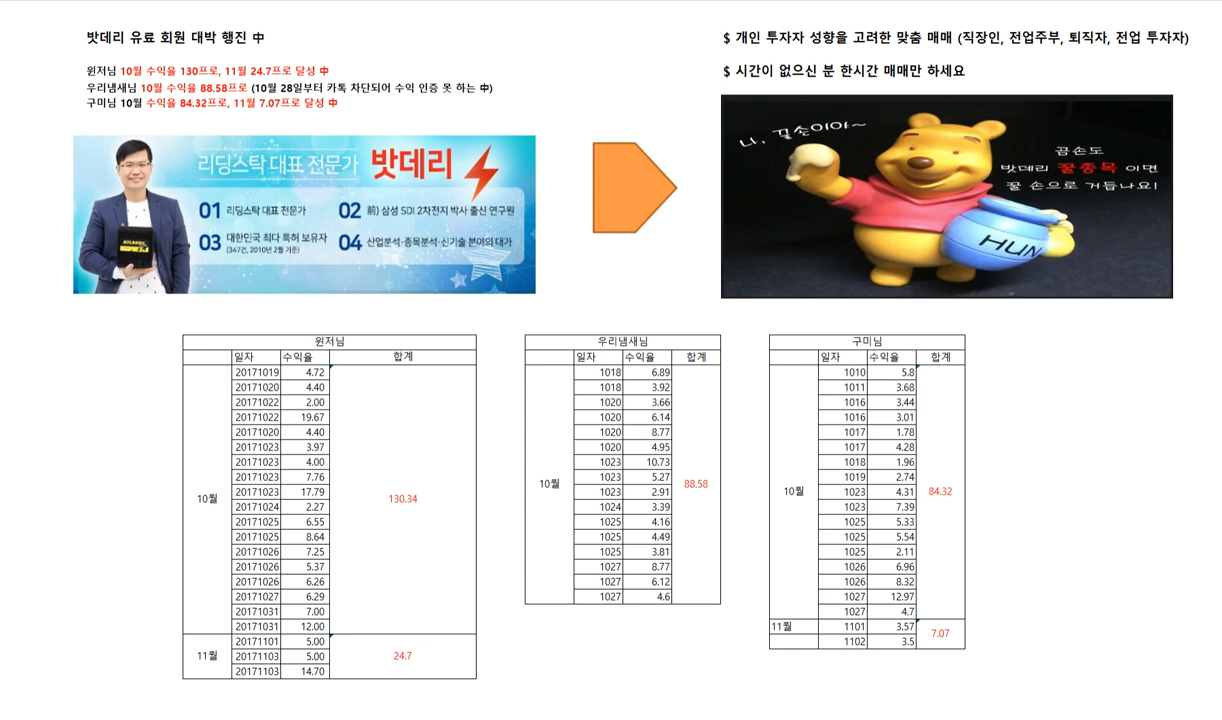 밧데리 유료 회원 대박 행진 中
윈저님 10월 수익율 130프로, 11월 24.7프로 달성 中
우리냄새님 10월 수익율 88.58프로 (10월 28일부터 카톡 차단되어 수익 인증 못 하는 中)
구미님 10월 수익율 84.32프로, 11월 7.07프로 달성 中
$ 개인 투자자 성향을 고려한 맞춤 매매 (직장인, 전업주부, 퇴직자, 전업 투자자)
$ 시간이 없으신 분 한시간 매매만 하세요
리딩스탁 대표 전문가 밧데리
01 리딩스탁 대표 전문가
02 前) 삼성 SDI 2차전지 박사 출신 연구원
03 대한민국 최다 특허 보유자
(347건, 2010년 2월 기준)
04 산업분석·종목분석·신기술 분야의 대가
나, 꿀손이야~
곰손도
밧데리 꿀종목 이면
꿀 손으로 거듭나요!
HUN
윈저님
일자 수익율 합계
10월
20171019 4.72
20171020 4.40
20171022 2.00
20171022 19.67
20171020 4.40
20171023 3.97
20171023 4.00
20171023 7.76
20171023 17.79
20171024 2.27
20171025 6.55
20171025 8.64
20171026 7.25
20171026 5.37
20171026 6.26
20171027 6.29
20171031 7.00
20171031 12.00
130.34
11월
20171101 5.00
20171103 5.00
20171103 14.70
24.7
우리냄새님
일자 수익율 합계
10월
1018 6.89
1018 3.92
1020 3.66
1020 6.14
1020 8.77
1020 4.95
1023 10.73
1023 5.27
1023 2.91
1024 3.39
1025 4.16
1025 4.49
1025 3.81
1027 8.77
1027 6.12
1027 4.6
88.58
구미님
일자 수익율 합계
10월
1010 5.8
1011 3.68
1016 3.44
1016 3.01
1017 1.78
1017 4.28
1018 1.96
1019 2.74
1023 4.31
1023 7.39
1025 5.33
1025 5.54
1025 2.11
1026 6.96
1026 8.32
1027 12.97
1027 4.7
84.32
11월
1101 3.57
1102 3.5
7.07